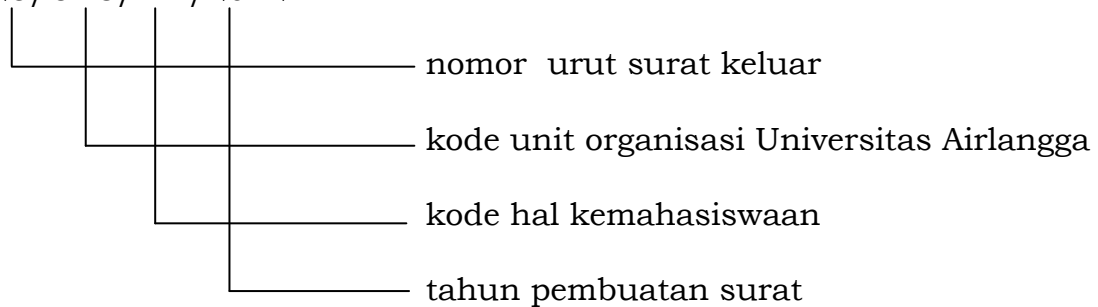 nomor urut surat keluar
kode unit organisasi Universitas Airlangga
kode hal kemahasiswaan
tahun pembuatan surat